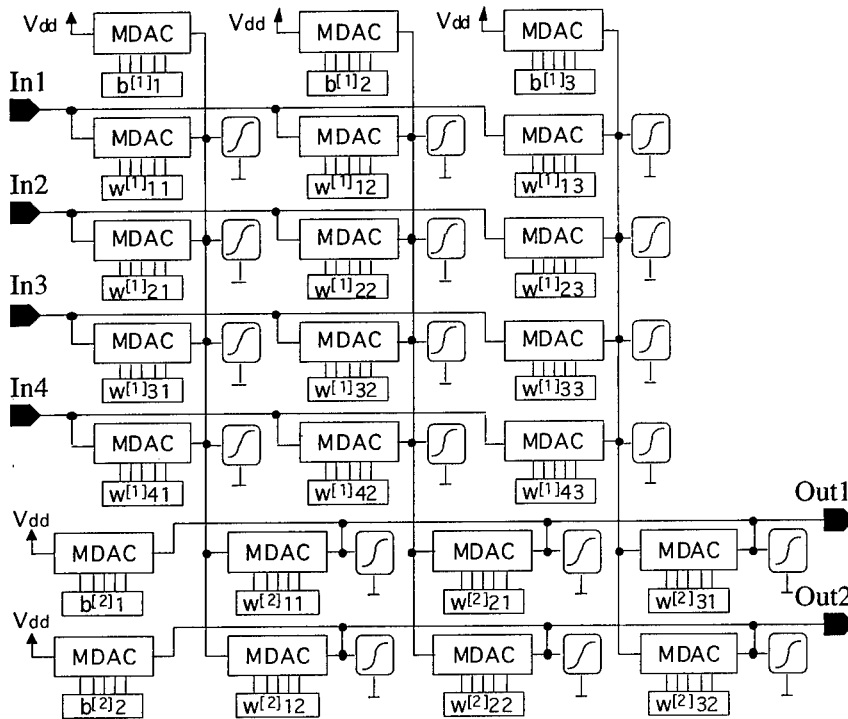 Vdd MDAC Vdd MDAC Vdd MDAC
b[1]1 b[1]2 b[1]3
In1
MDAC MDAC MDAC
w[1]11 w[1]12 w[1]13
In2
MDAC MDAC MDAC
w[1]21 w[1]22 w[1]23
In3
MDAC MDAC MDAC
w[1]31 w[1]32 w[1]33
In4
MDAC MDAC MDAC
w[1]41 w[1]42 w[1]43
Out1
Vdd
MDAC MDAC MDAC MDAC
b[2]1 w[2]11 w[2]21 w[2]31
Out2
Vdd
MDAC MDAC MDAC MDAC
b[2]2 w[2]12 w[2]22 w[2]32